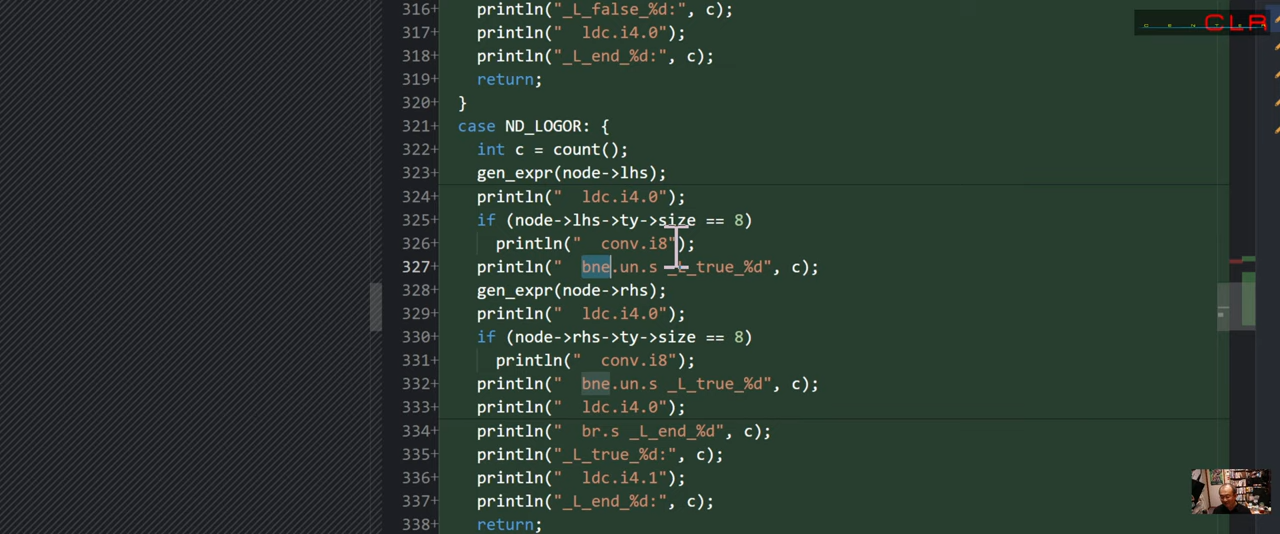 316+ println("_L_false_%d:", c);
317+ println("  ldc.i4.0");
318+ println("_L_end_%d:", c);
319+ return;
320+ }
321+ case ND_LOGOR: {
322+ int c = count();
323+ gen_expr(node->lhs);
324+ println("  ldc.i4.0");
325+ if (node->lhs->ty->size == 8)
326+ println("  conv.i8");
327+ println("  bne.un.s _L_true_%d", c);
328+ gen_expr(node->rhs);
329+ println("  ldc.i4.0");
330+ if (node->rhs->ty->size == 8)
331+ println("  conv.i8");
332+ println("  bne.un.s _L_true_%d", c);
333+ println("  ldc.i4.0");
334+ println("  br.s _L_end_%d", c);
335+ println("_L_true_%d:", c);
336+ println("  ldc.i4.1");
337+ println("_L_end_%d:", c);
338+ return;
CENTER CLR